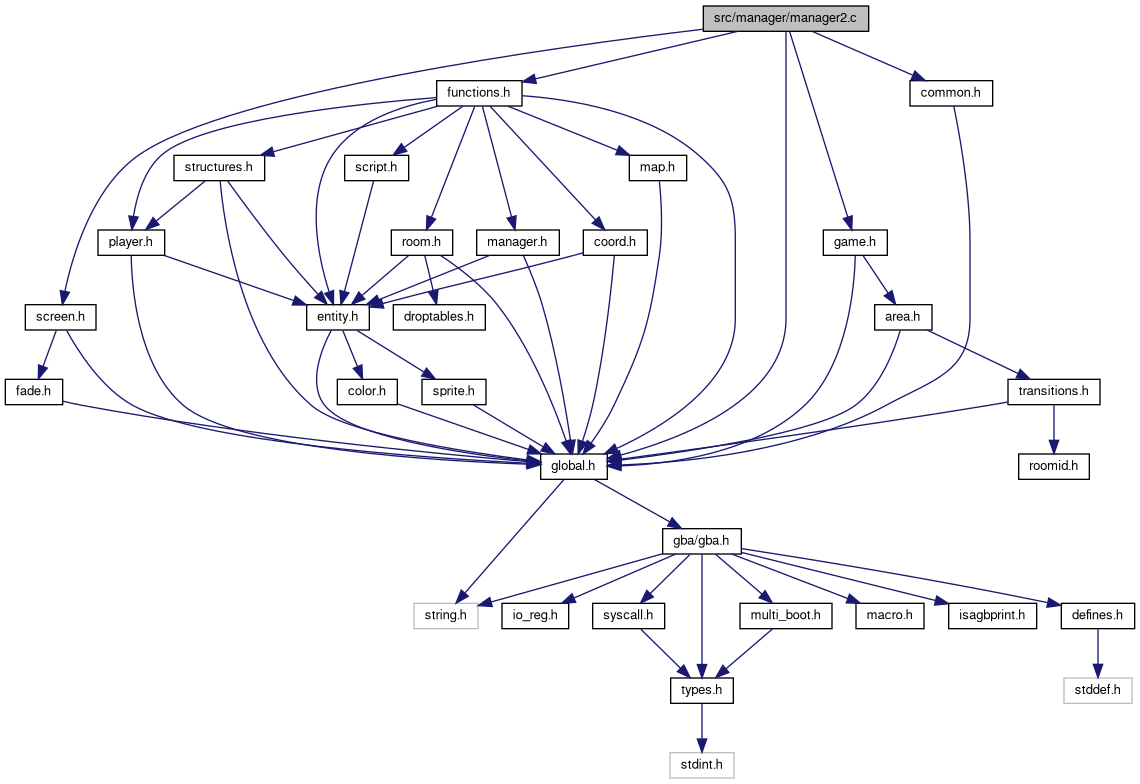 src/manager/manager2.c
functions.h
common.h
structures.h
script.h
map.h
player.h
room.h
manager.h
coord.h
game.h
screen.h
entity.h
droptables.h
area.h
fade.h
color.h
sprite.h
transitions.h
global.h
roomid.h
gba/gba.h
string.h
io_reg.h
syscall.h
multi_boot.h
macro.h
isagbprint.h
defines.h
types.h
stddef.h
stdint.h